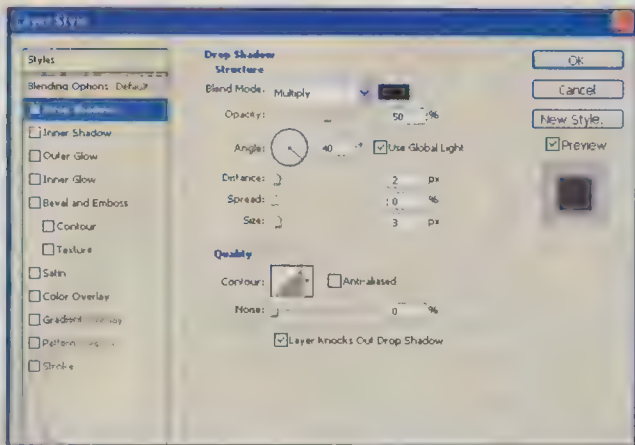 Layer Style
Styles
Blending Options: Default
Drop Shadow
Inner Shadow
Outer Glow
Inner Glow
Bevel and Emboss
Contour
Texture
Satin
Color Overlay
Gradient
Pattern
Stroke
Drop Shadow
Structure
Blend Mode: Multiply
Opacity: 50 %
Angle: 40 ° Use Global Light
Distance: 2 px
Spread: 0 %
Size: 3 px
Quality
Contour: Anti-aliased
Noise: 0 %
Layer Knocks Out Drop Shadow
OK
Cancel
New Style...
Preview